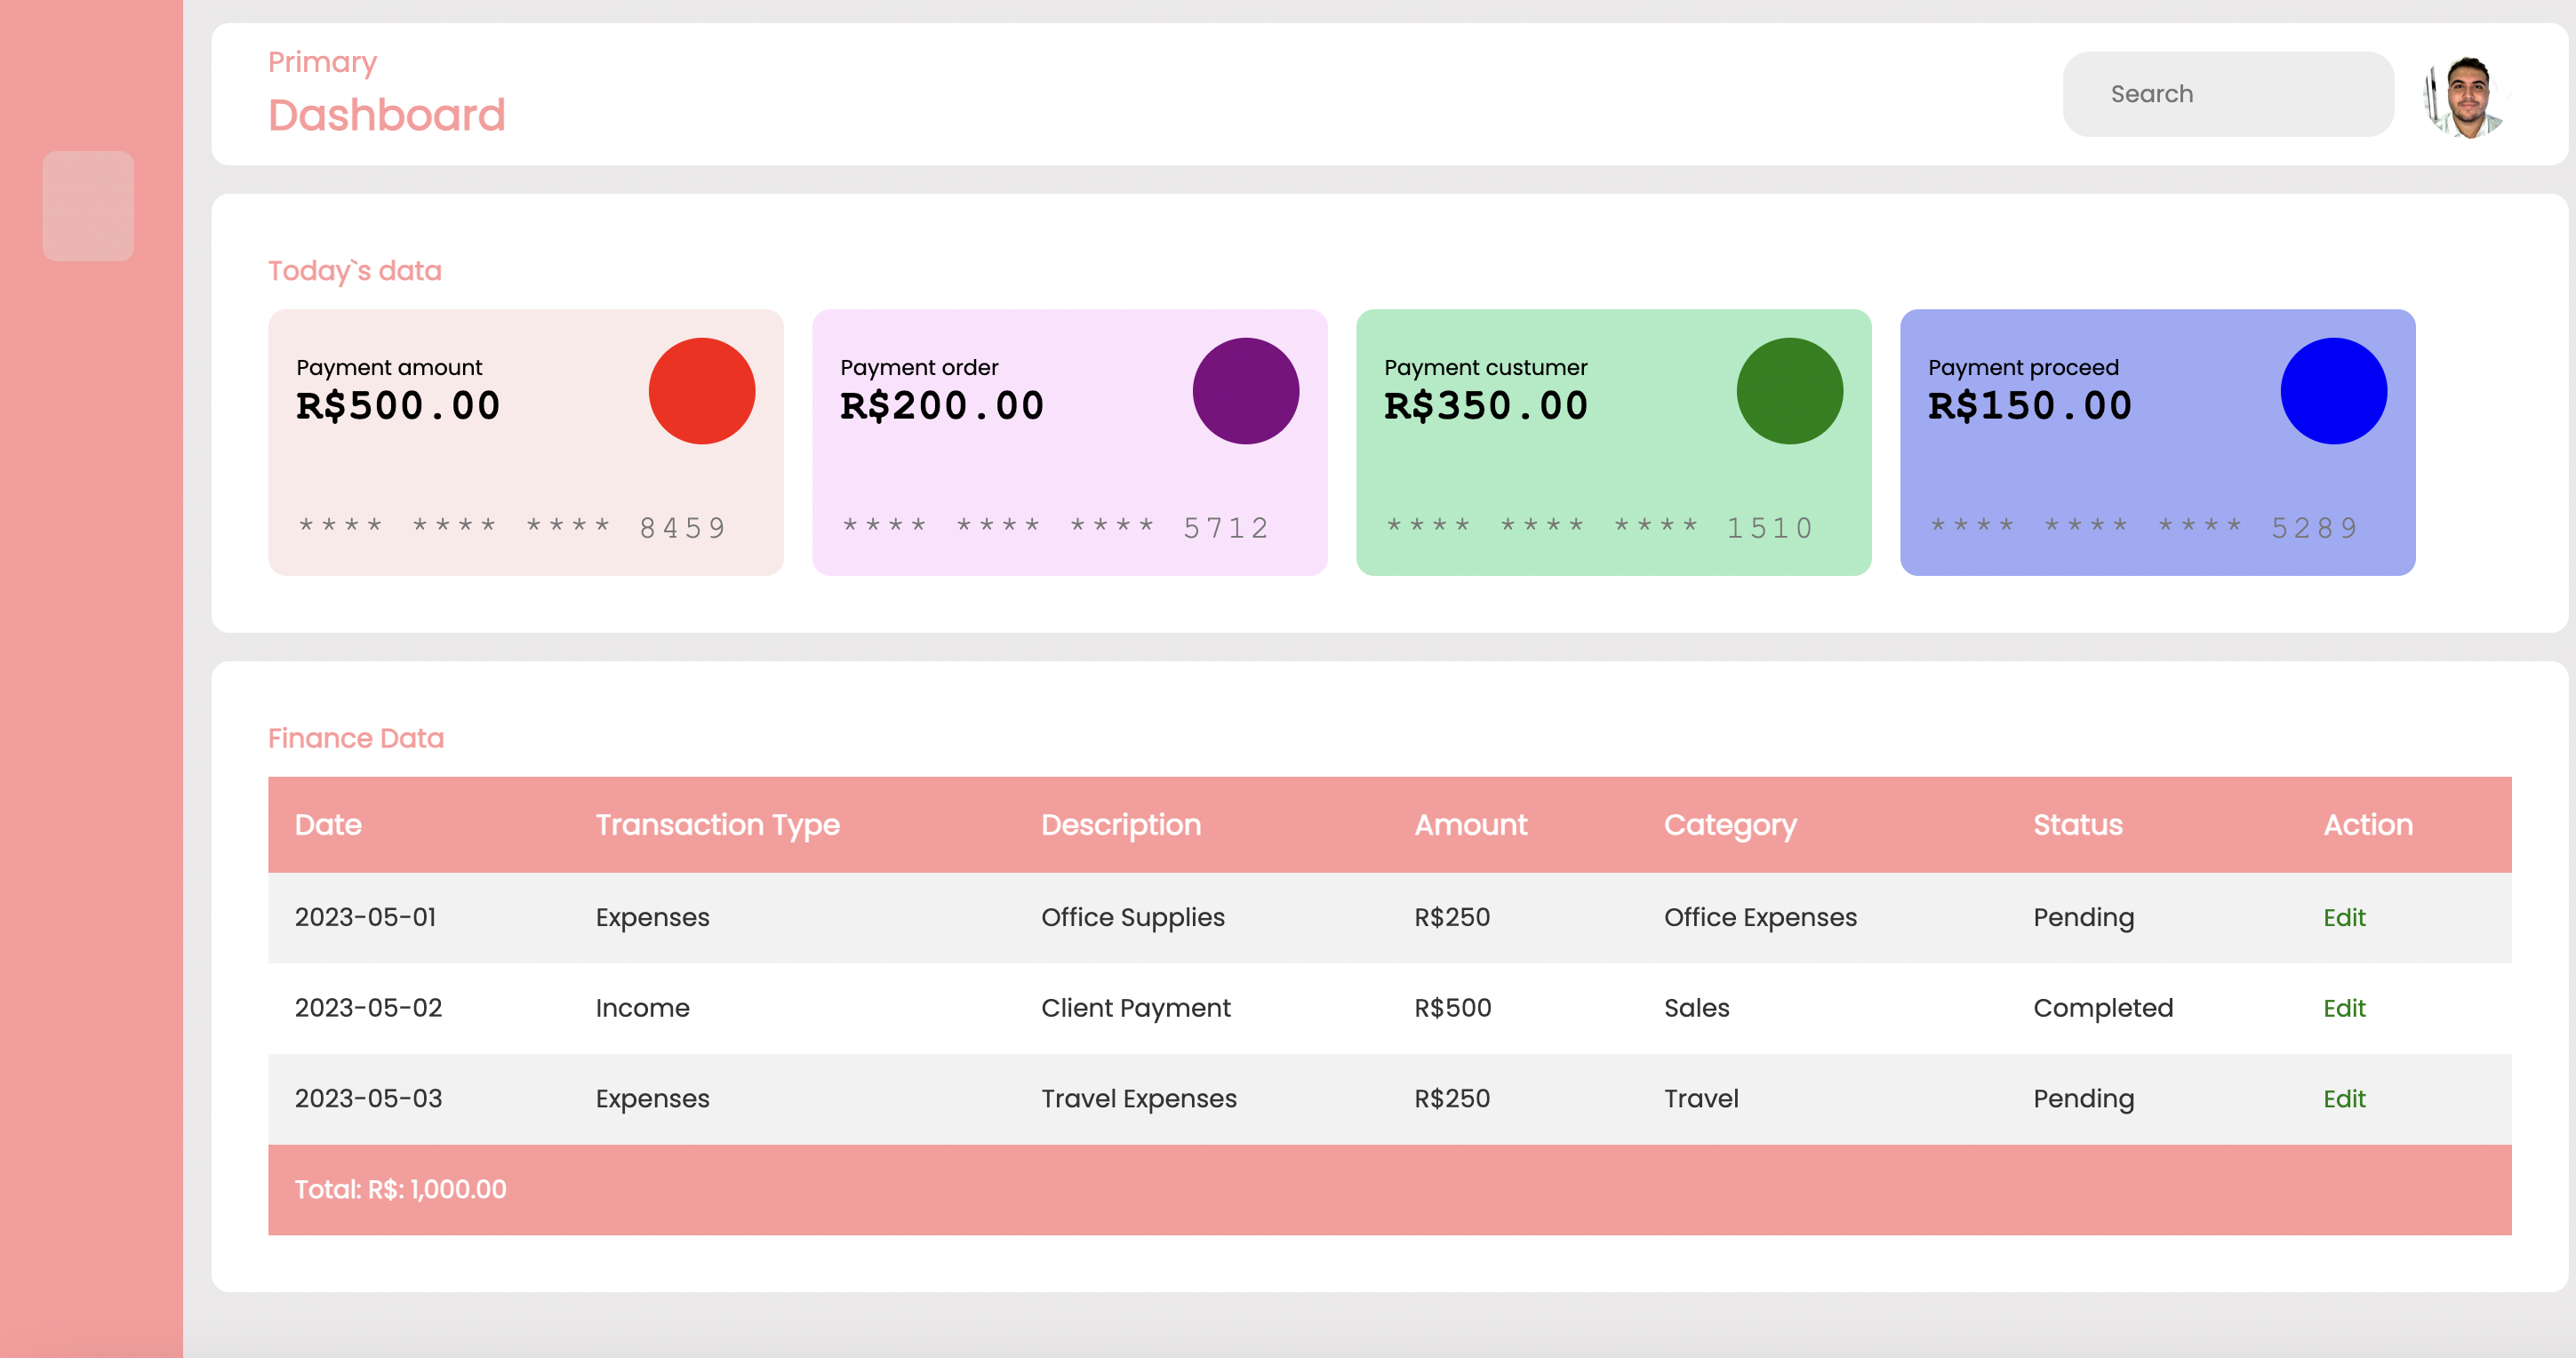 Primary
Dashboard
Search
Today`s data
Payment amount
R$500.00
**** **** **** 8459
Payment order
R$200.00
**** **** **** 5712
Payment custumer
R$350.00
**** **** **** 1510
Payment proceed
R$150.00
**** **** **** 5289
Finance Data
Date Transaction Type Description Amount Category Status Action
2023-05-01 Expenses Office Supplies R$250 Office Expenses Pending Edit
2023-05-02 Income Client Payment R$500 Sales Completed Edit
2023-05-03 Expenses Travel Expenses R$250 Travel Pending Edit
Total: R$: 1,000.00